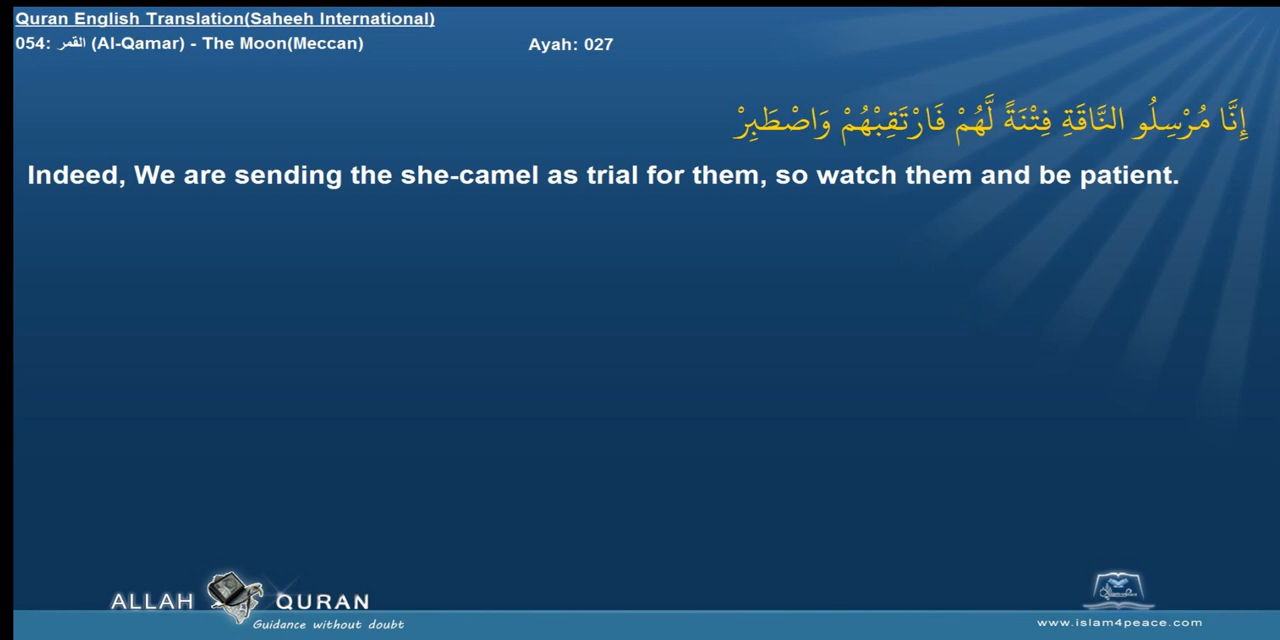 Quran English Translation(Saheeh International)
054: القمر (Al-Qamar) - The Moon(Meccan) Ayah: 027
إِنَّا مُرْسِلُو النَّاقَةِ فِتْنَةً لَّهُمْ فَارْتَقِبْهُمْ وَاصْطَبِرْ
Indeed, We are sending the she-camel as trial for them, so watch them and be patient.
ALLAH QURAN
Guidance without doubt
www.islam4peace.com